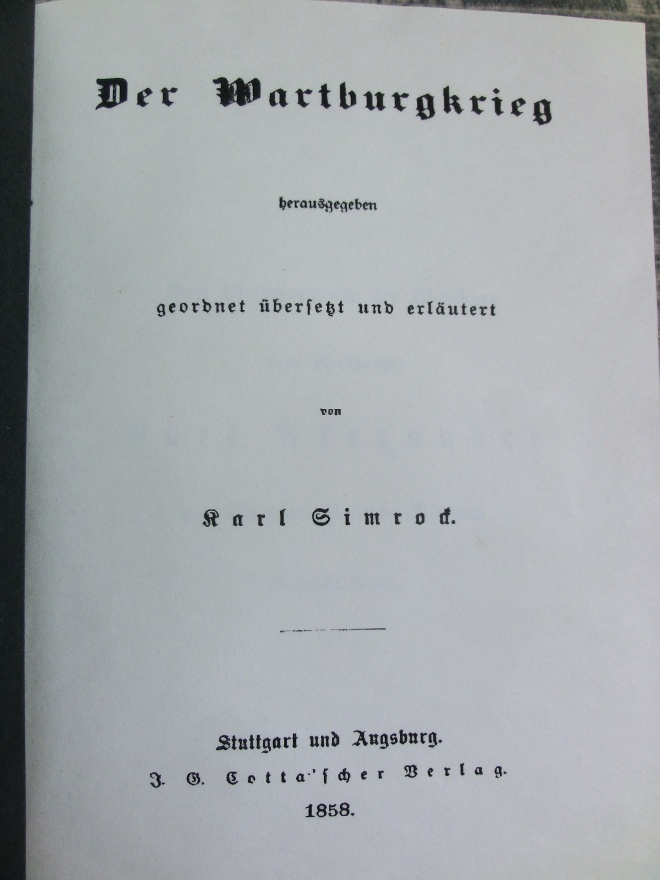 Der Wartburgkrieg
herausgegeben
geordnet übersetzt und erläutert
von
Karl Simrock.
Stuttgart und Augsburg.
J. G. Cotta'scher Verlag.
1858.